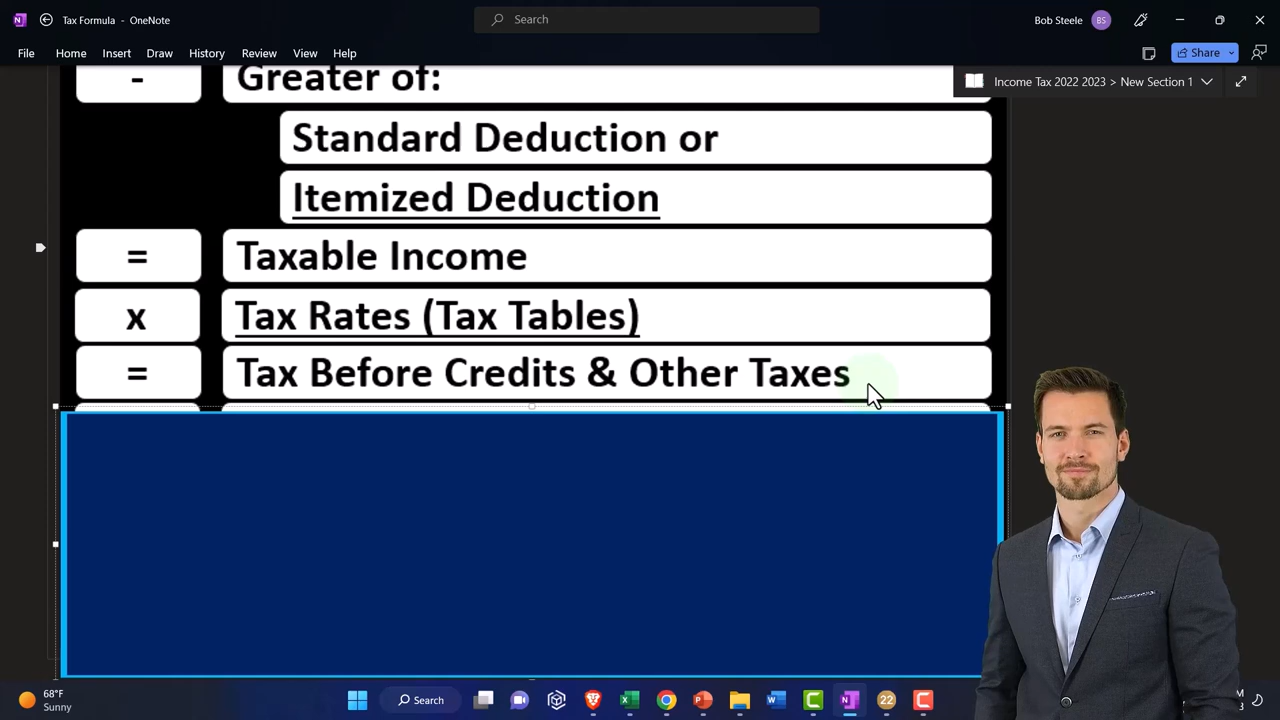 Tax Formula - OneNote
Search
Bob Steele
BS
File Home Insert Draw History Review View Help
Share
- Greater of:
Income Tax 2022 2023 > New Section 1
Standard Deduction or
Itemized Deduction
= Taxable Income
x Tax Rates (Tax Tables)
= Tax Before Credits & Other Taxes
68°F
Sunny
Search
22